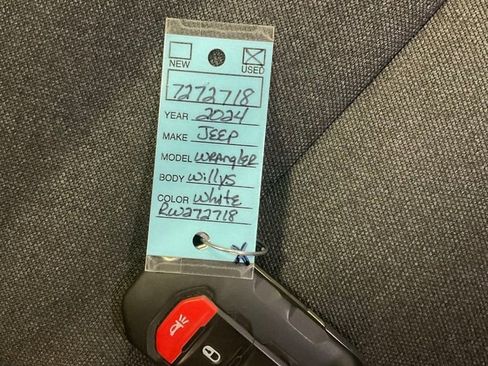 NEW USED
7272718
YEAR 2024
MAKE JEEP
MODEL WRANGLER
BODY Willys
COLOR White
RW272718
X